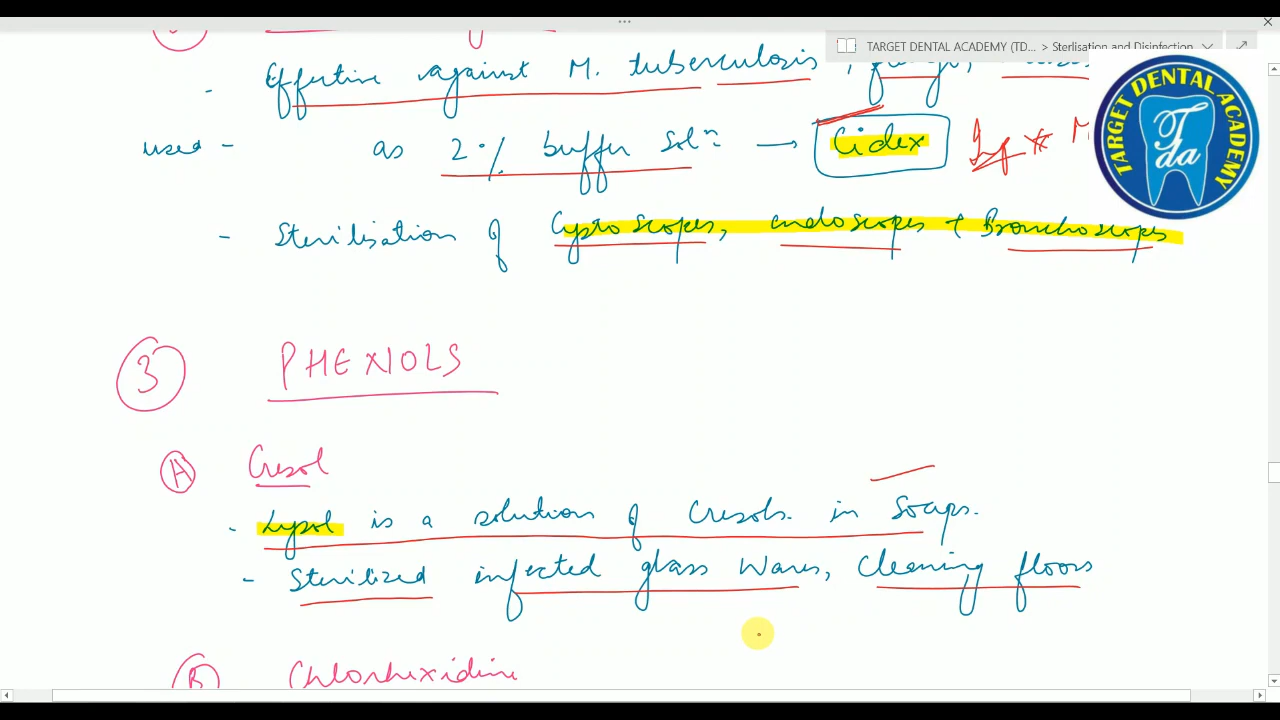 TARGET DENTAL ACADEMY (TD... > Sterlisation and Disinfection
- Effective against M. tuberculosis, fungi,
used - as 2% buffer Solⁿ → Cidex Imp * M
TARGET DENTAL ACADEMY
Tda
- Sterilisation of Cystoscopes, endoscopes + Bronchoscopes
3 PHENOLS
A Cresol
- Lysol is a solution of Cresols. in Soaps.
- Sterilized infected glass Wares, Cleaning floors
B Chlorhexidine